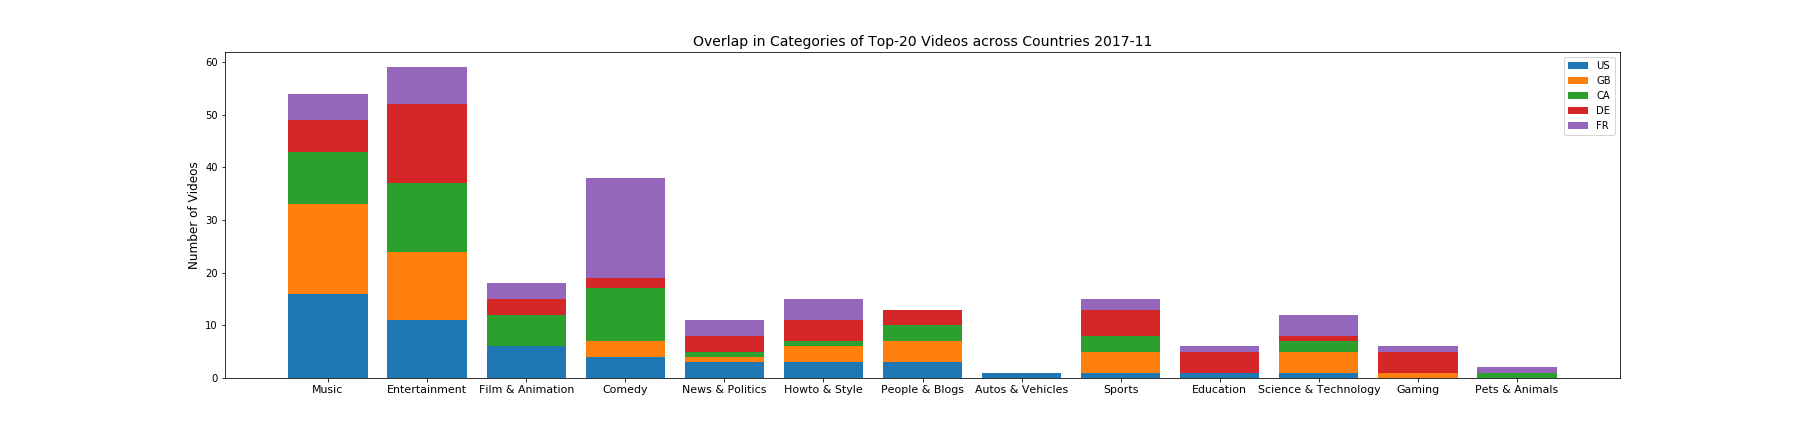 Overlap in Categories of Top-20 Videos across Countries 2017-11
Number of Videos
60
50
40
30
20
10
0
US
GB
CA
DE
FR
Music Entertainment Film & Animation Comedy News & Politics Howto & Style People & Blogs Autos & Vehicles Sports Education Science & Technology Gaming Pets & Animals